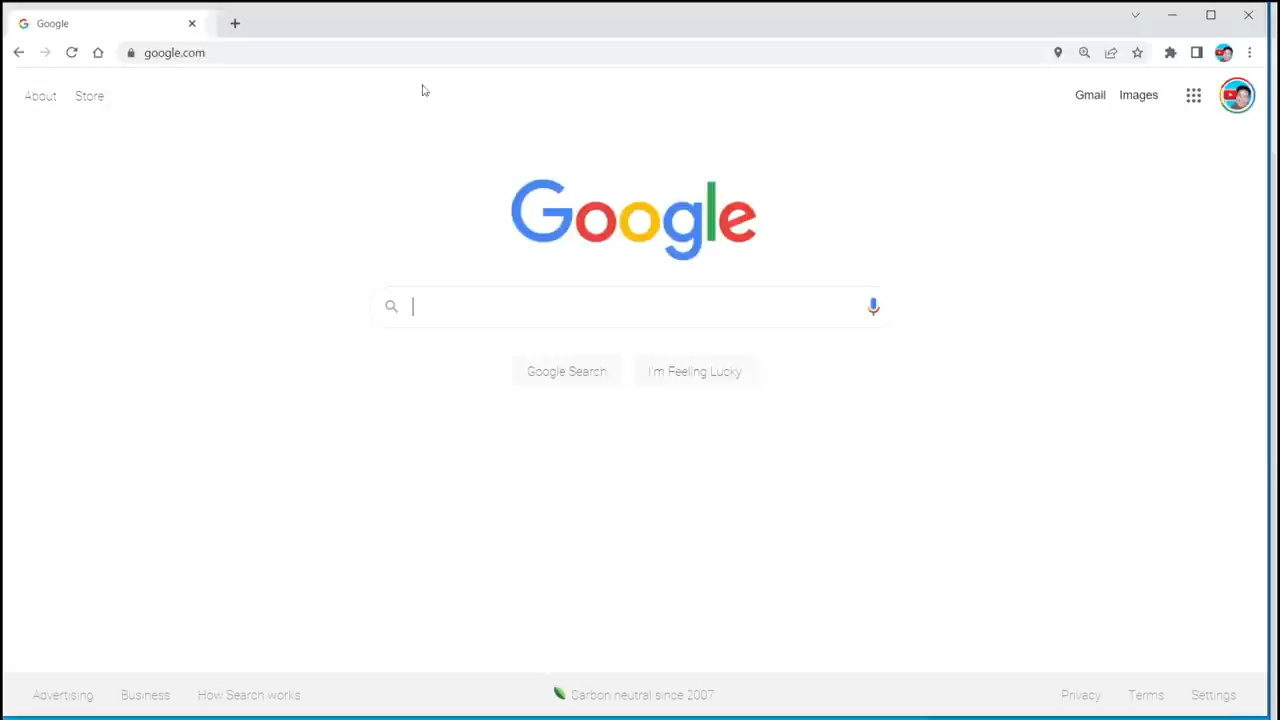 Google
google.com
About Store Gmail Images
Google
Google Search I'm Feeling Lucky
Advertising Business How Search works Carbon neutral since 2007 Privacy Terms Settings